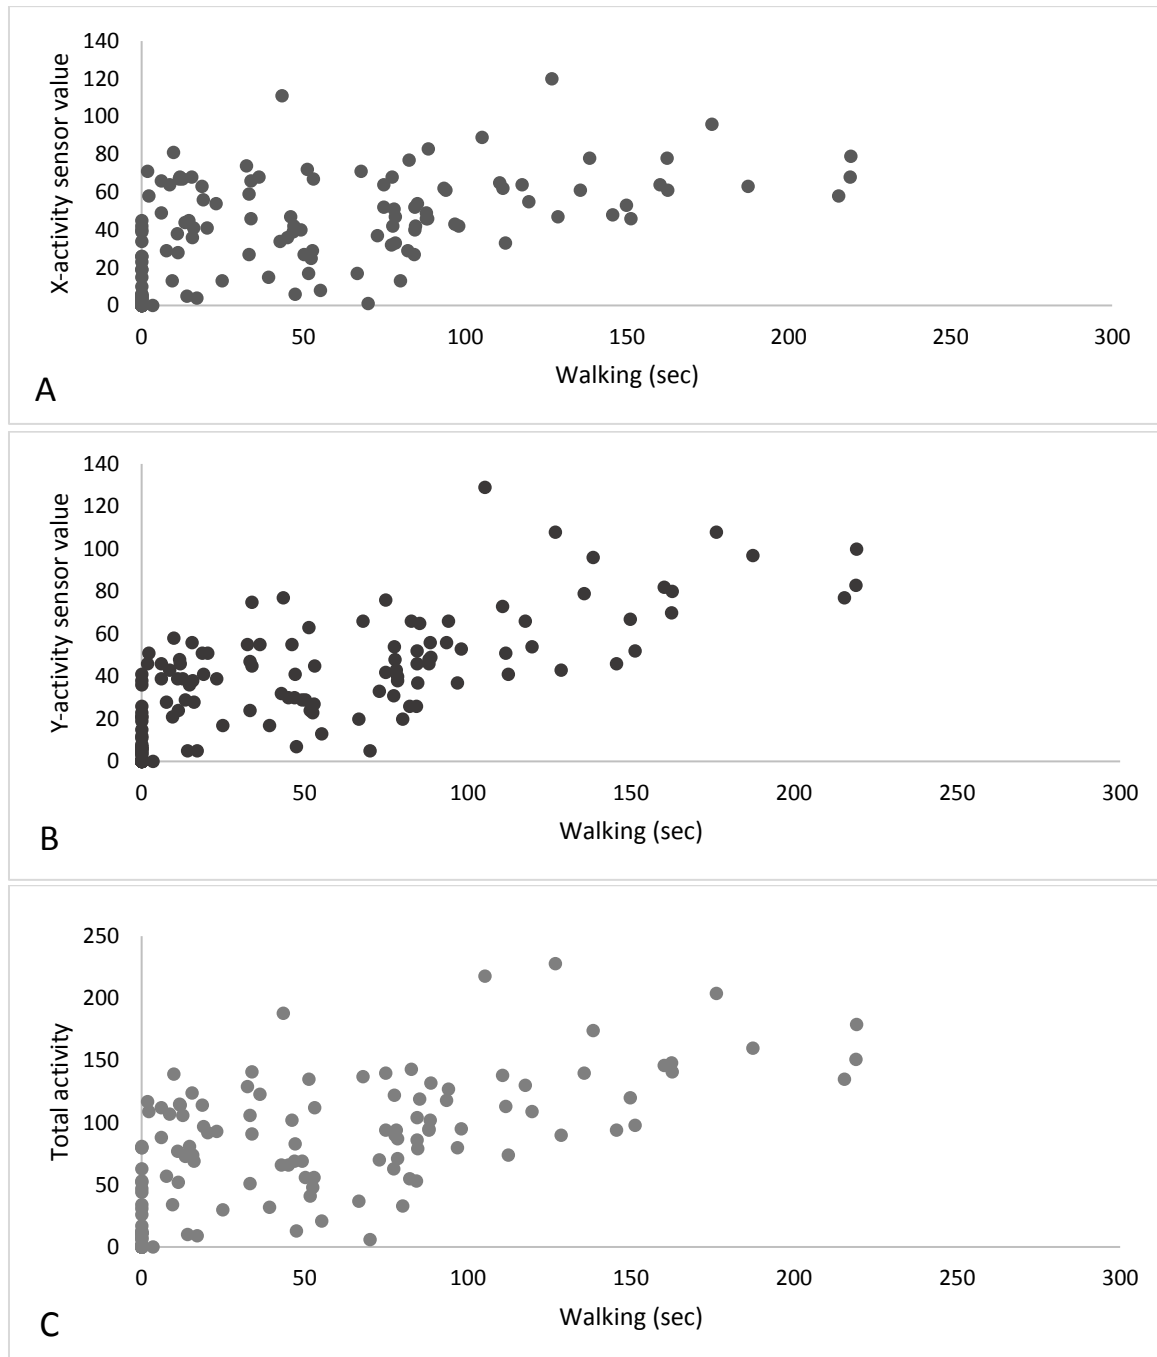 140
120
100
80
60
40
20
0
X-activity sensor value
0 50 100 150 200 250 300
Walking (sec)
A
140
120
100
80
60
40
20
0
Y-activity sensor value
0 50 100 150 200 250 300
Walking (sec)
B
250
200
150
100
50
0
Total activity
0 50 100 150 200 250 300
Walking (sec)
C